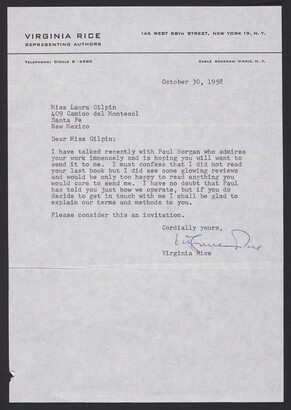 VIRGINIA RICE
REPRESENTING AUTHORS
145 WEST 58TH STREET, NEW YORK 19, N.Y.
TELEPHONE: CIRCLE
CABLE ADDRESS:
October 30, 1958
Miss Laura Gilpin
409 Camino del Montesol
Santa Fe
New Mexico
Dear Miss Gilpin:
I have talked recently with Paul Horgan who admires
your work immensely and is hoping you will want to
send it to me. I must confess that I did not read
your last book but I did see some glowing reviews
and would be only too happy to read anything you
would care to send me. I have no doubt that Paul
has told you just how we operate, but if you do
decide to get in touch with me I shall be glad to
explain our terms and methods to you.
Please consider this an invitation.
Cordially yours,
Virginia Rice
Virginia Rice